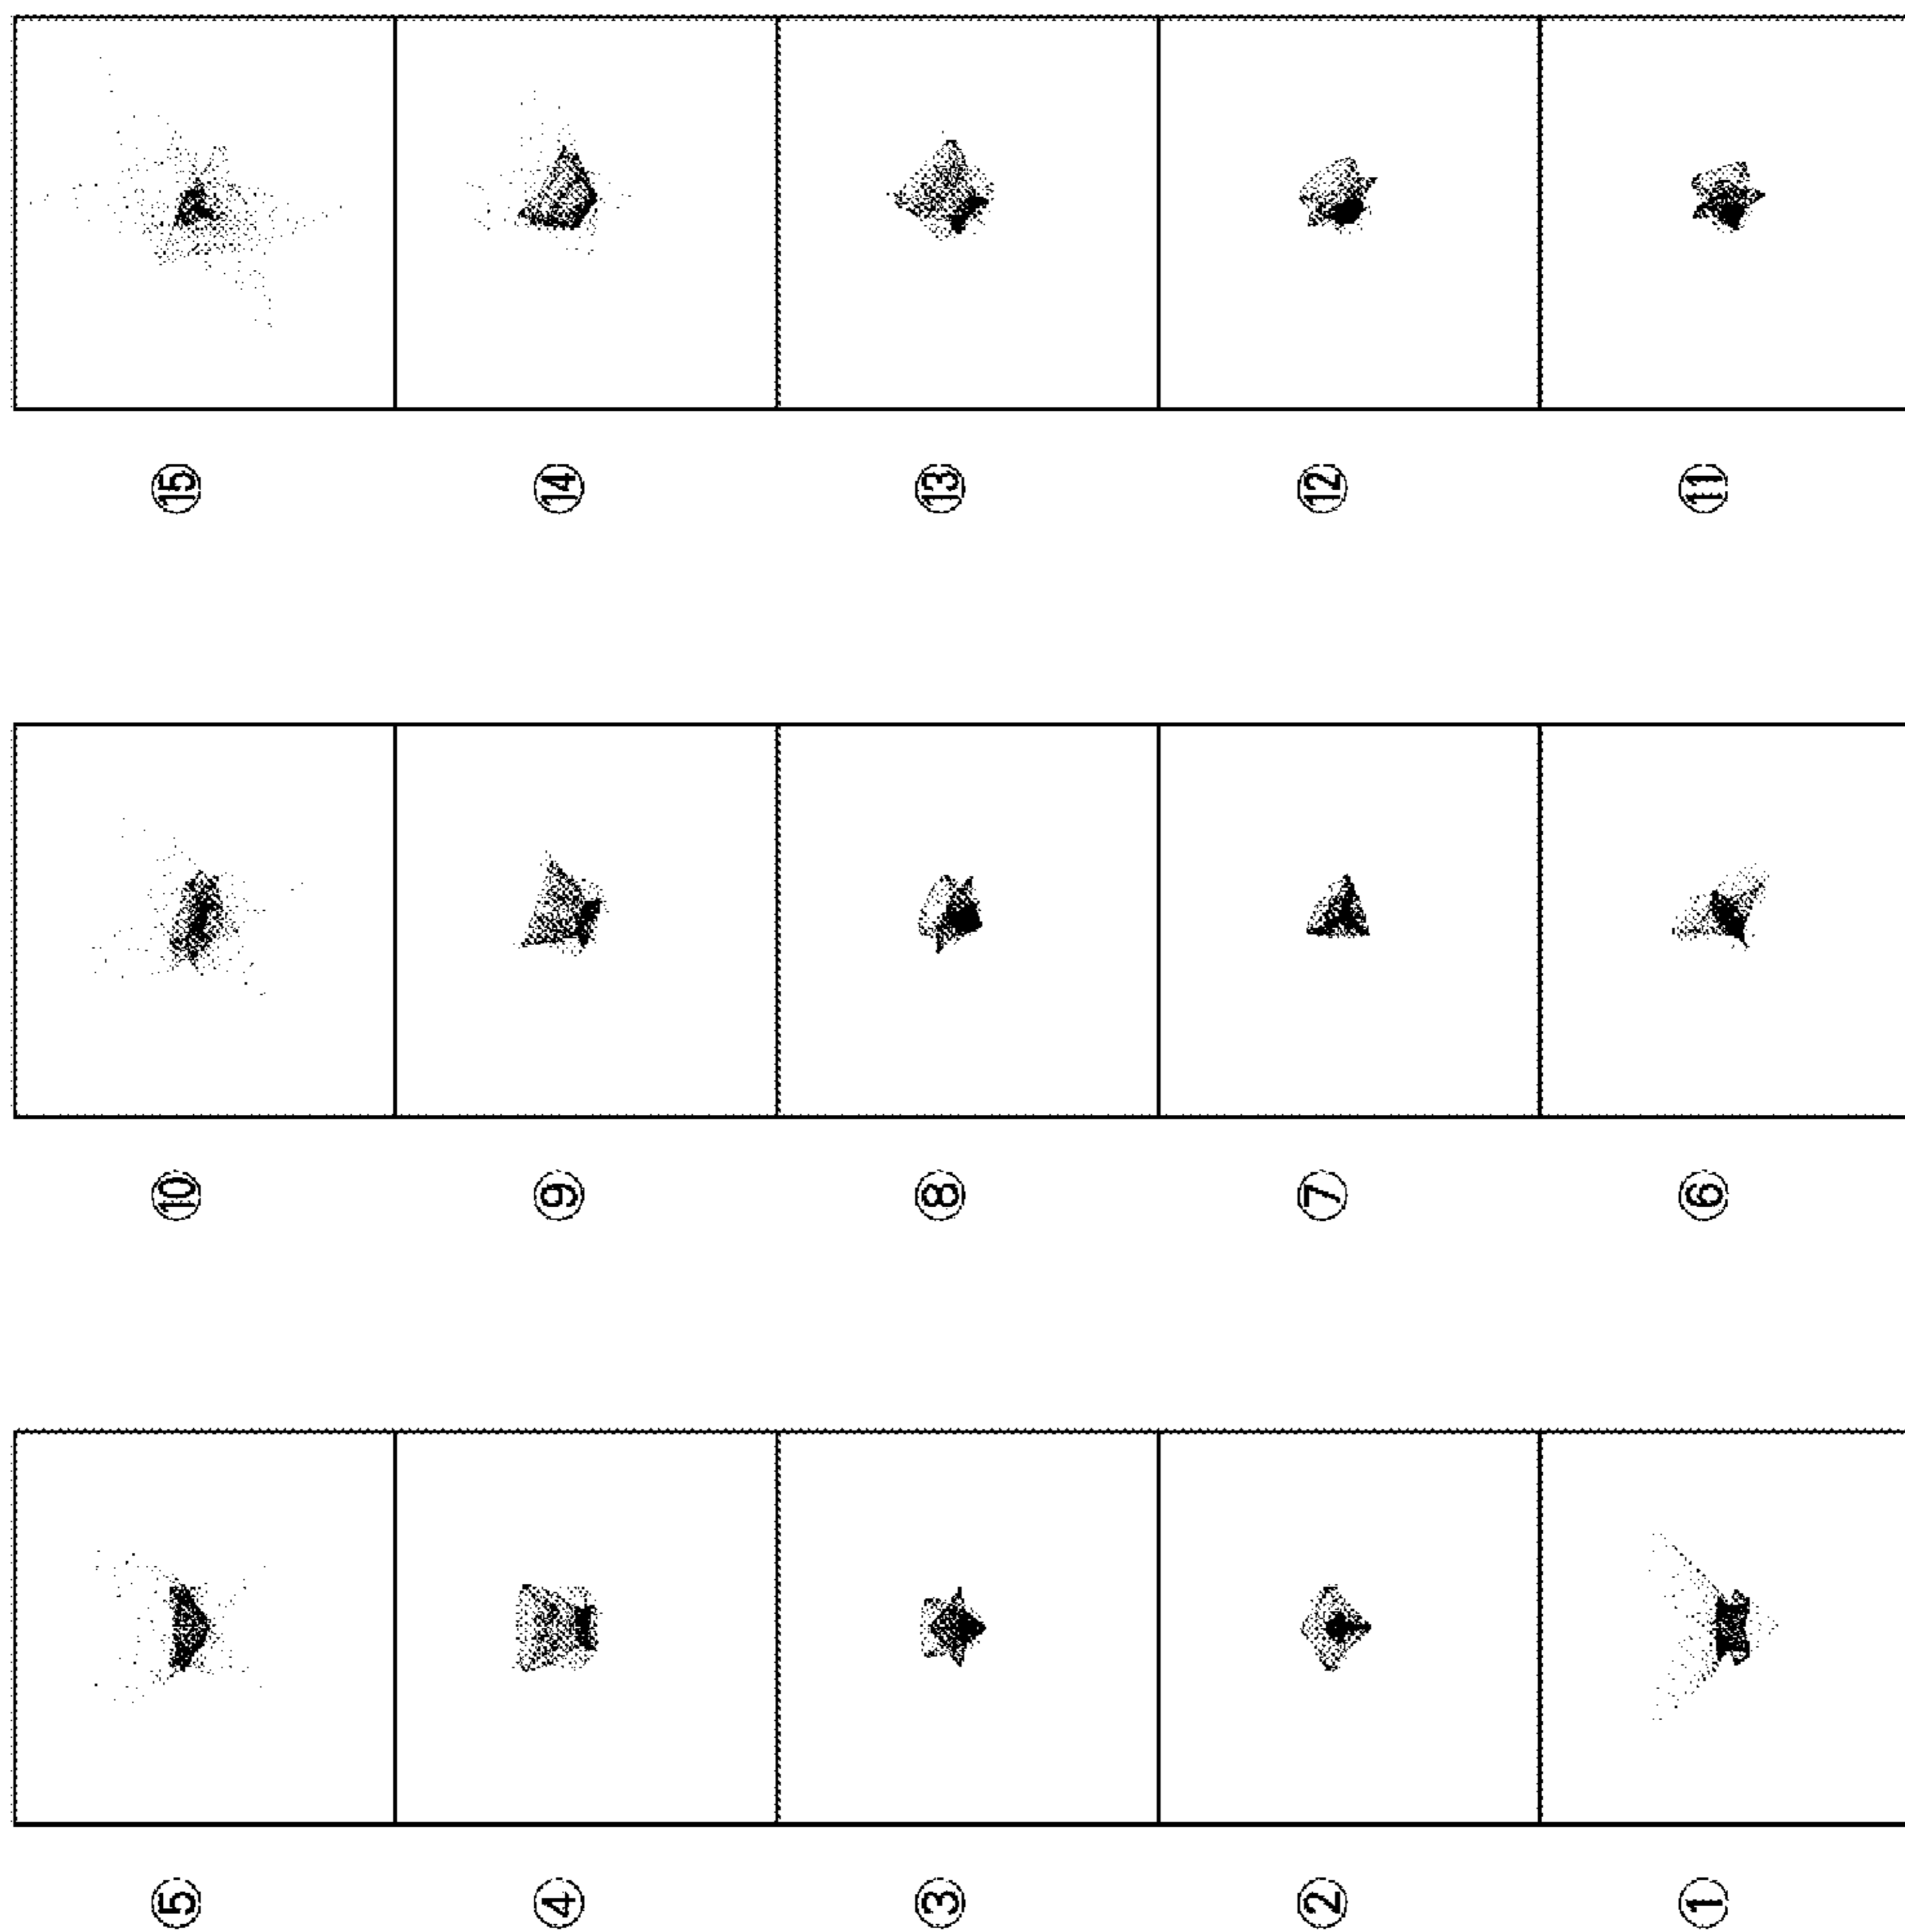 ⑮ ⑭ ⑬ ⑫ ⑪
⑩ ⑨ ⑧ ⑦ ⑥
⑤ ④ ③ ② ①